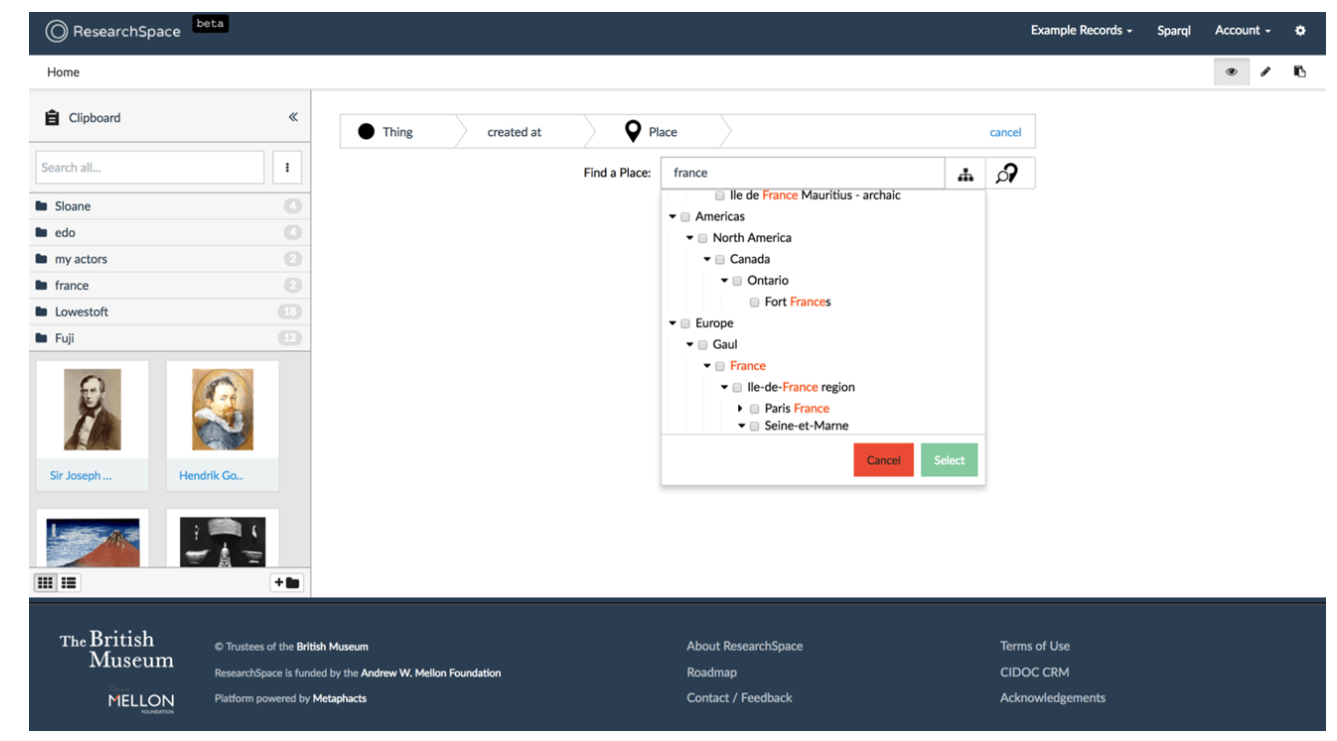 ResearchSpace beta
Example Records Sparql Account
Home
Clipboard
Search all...
Sloane 4
edo 4
my actors 2
france 2
Lowestoft 18
Fuji 12
Sir Joseph ...
Hendrik Go...
Thing created at Place cancel
Find a Place: france
Ile de France Mauritius - archaic
Americas
North America
Canada
Ontario
Fort Frances
Europe
Gaul
France
Ile-de-France region
Paris France
Seine-et-Marne
Cancel Select
The British
Museum
MELLON
FOUNDATION
© Trustees of the British Museum
ResearchSpace is funded by the Andrew W. Mellon Foundation
Platform powered by Metaphacts
About ResearchSpace
Roadmap
Contact / Feedback
Terms of Use
CIDOC CRM
Acknowledgements